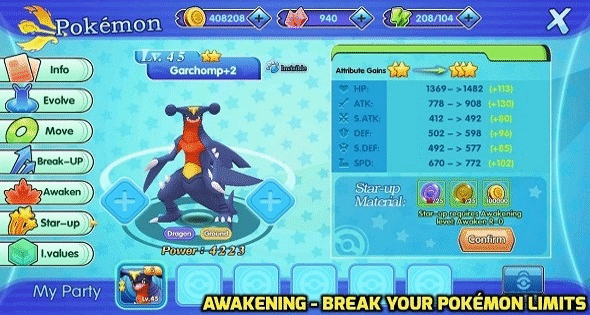 Pokémon
408208
940
208/104
X
Info
Evolve
Move
Break-UP
Awaken
Star-up
I.values
Lv. 45
Garchomp+2
Invisible
Dragon
Ground
Power: 4223
Attribute Gains
HP: 1369 - > 1482 (+113)
ATK: 778 - > 908 (+130)
S.ATK: 412 - > 492 (+80)
DEF: 502 - > 598 (+96)
S.DEF: 492 - > 577 (+85)
SPD: 670 - > 772 (+102)
Star-up
Material:
100000
Star-up requires Awakening
level: Awaken
Confirm
My Party
Lv.45
AWAKENING - BREAK YOUR POKÉMON LIMITS